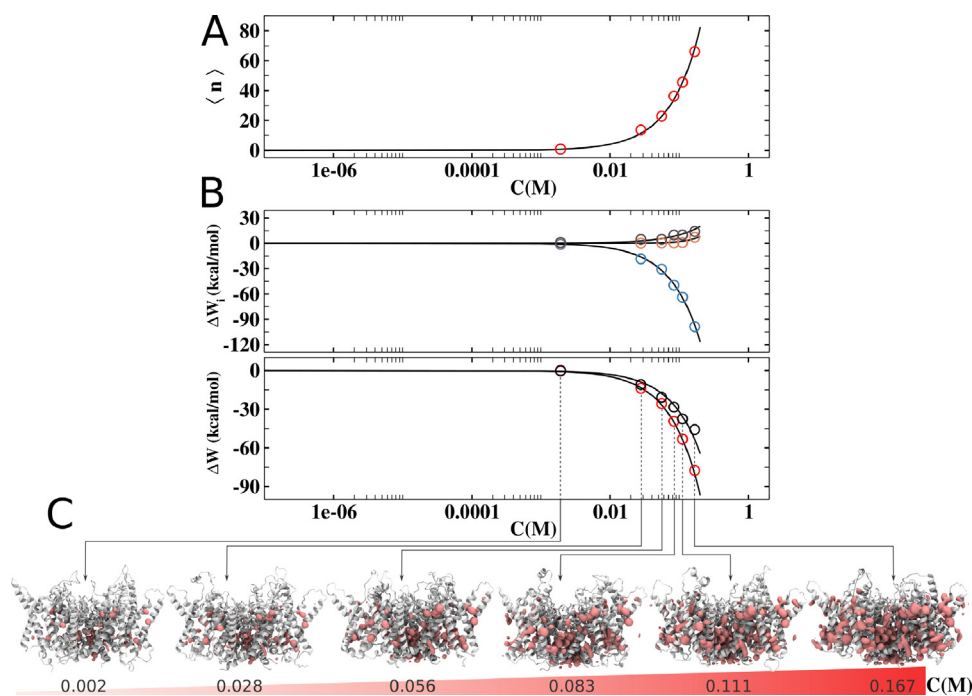 A
80
60
40
20
0
⟨ n ⟩
1e-06 0.0001 0.01 1
C(M)
B
30
0
-30
-60
-90
-120
ΔWi (kcal/mol)
0
-30
-60
-90
ΔW (kcal/mol)
1e-06 0.0001 0.01 1
C(M)
C
0.002 0.028 0.056 0.083 0.111 0.167 C(M)